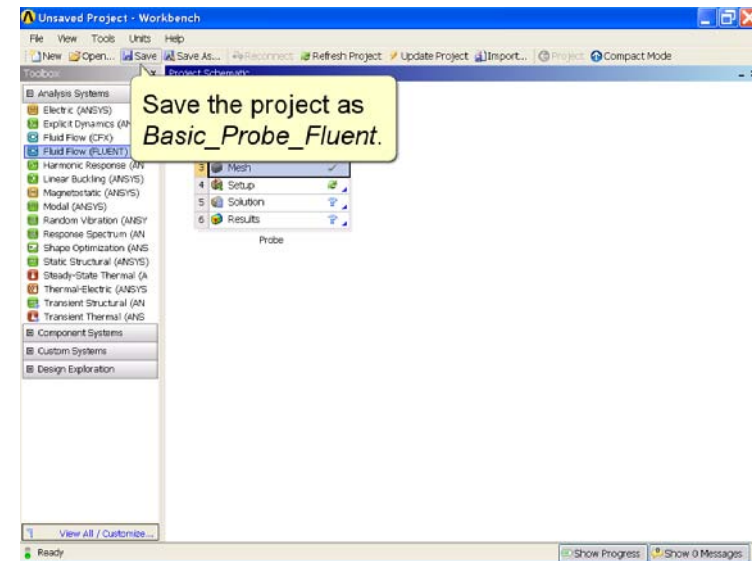 Unsaved Project - Workbench
File View Tools Units Help
New Open... Save Save As... Reconnect Refresh Project Update Project Import... Project Compact Mode
Toolbox Project Schematic
Analysis Systems
Electric (ANSYS)
Explicit Dynamics (AN
Fluid Flow (CFX)
Fluid Flow (FLUENT)
Harmonic Response (AN
Linear Buckling (ANSYS)
Magnetostatic (ANSYS)
Modal (ANSYS)
Random Vibration (ANSY
Response Spectrum (AN
Shape Optimization (ANS
Static Structural (ANSYS)
Steady-State Thermal (A
Thermal-Electric (ANSYS
Transient Structural (AN
Transient Thermal (ANS
Component Systems
Custom Systems
Design Exploration
View All / Customize...
Save the project as
Basic_Probe_Fluent.
3 Mesh
4 Setup
5 Solution
6 Results
Probe
Ready Show Progress Show 0 Messages